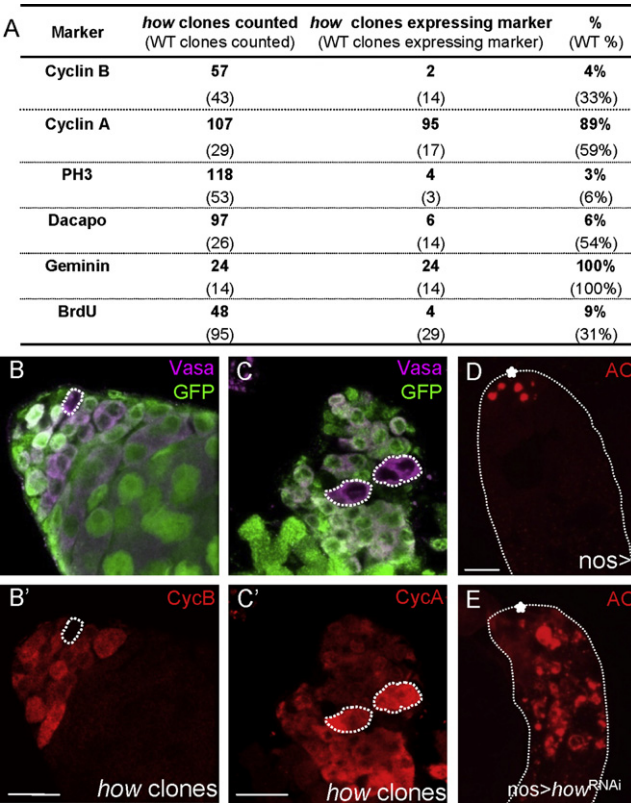 A
Marker how clones counted how clones expressing marker %
(WT clones counted) (WT clones expressing marker) (WT %)
Cyclin B 57 2 4%
(43) (14) (33%)
Cyclin A 107 95 89%
(29) (17) (59%)
PH3 118 4 3%
(53) (3) (6%)
Dacapo 97 6 6%
(26) (14) (54%)
Geminin 24 24 100%
(14) (14) (100%)
BrdU 48 4 9%
(95) (29) (31%)
B Vasa
GFP
C Vasa
GFP
D AO
nos>
B' CycB
how clones
C' CycA
how clones
E AO
nos>howRNAi